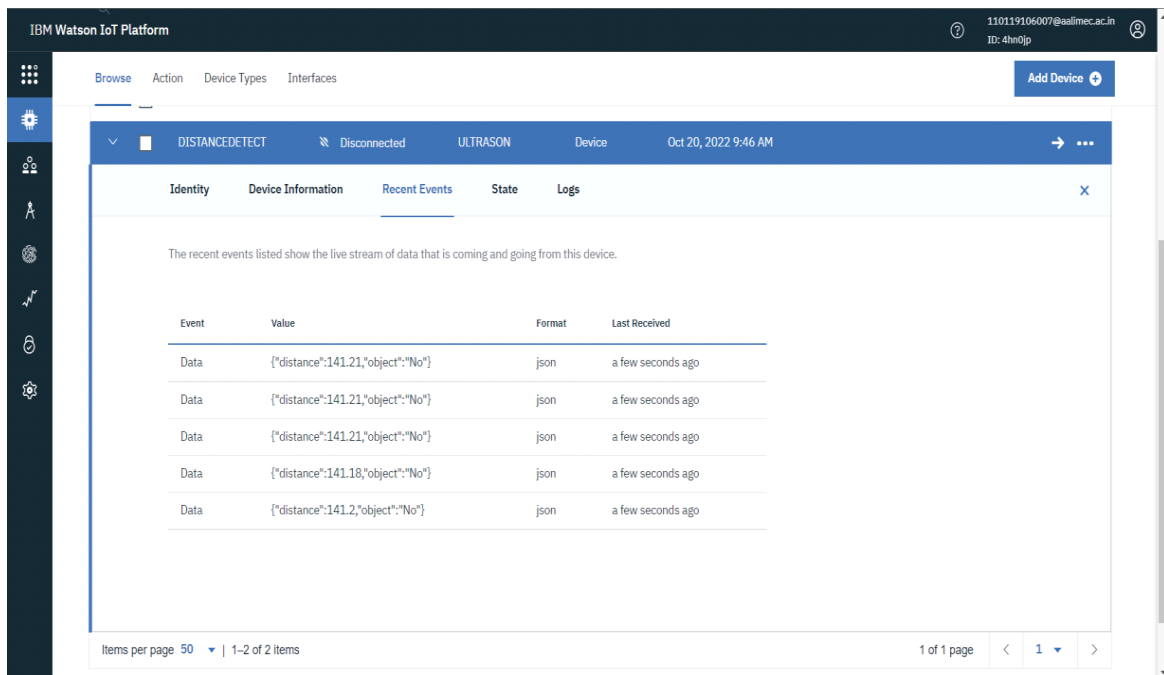 IBM Watson IoT Platform
110119106007@aalimec.ac.in
ID: 4hn0jp
Browse Action Device Types Interfaces
Add Device
DISTANCEDETECT Disconnected ULTRASON Device Oct 20, 2022 9:46 AM
Identity Device Information Recent Events State Logs
The recent events listed show the live stream of data that is coming and going from this device.
Event Value Format Last Received
Data {"distance":141.21,"object":"No"} json a few seconds ago
Data {"distance":141.21,"object":"No"} json a few seconds ago
Data {"distance":141.21,"object":"No"} json a few seconds ago
Data {"distance":141.18,"object":"No"} json a few seconds ago
Data {"distance":141.2,"object":"No"} json a few seconds ago
Items per page 50 | 1–2 of 2 items 1 of 1 page 1